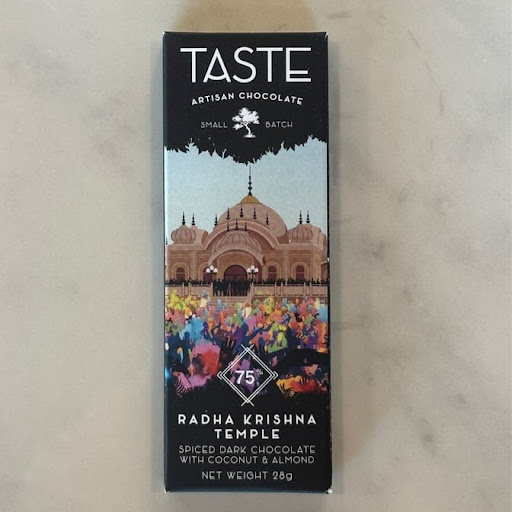 TASTE
ARTISAN CHOCOLATE
SMALL BATCH
75
RADHA KRISHNA
TEMPLE
SPICED DARK CHOCOLATE
WITH COCONUT & ALMOND
NET WEIGHT 28g